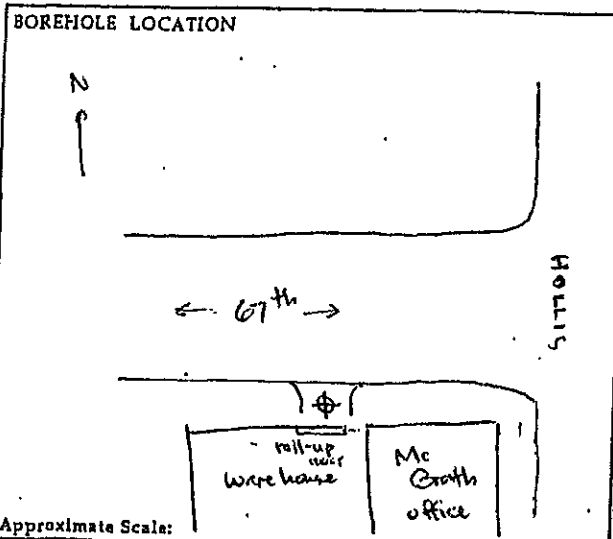 BOREHOLE LOCATION
N
HOLLIS
67th
roll-up
door
warehouse
Mc
Grath
office
Approximate Scale: